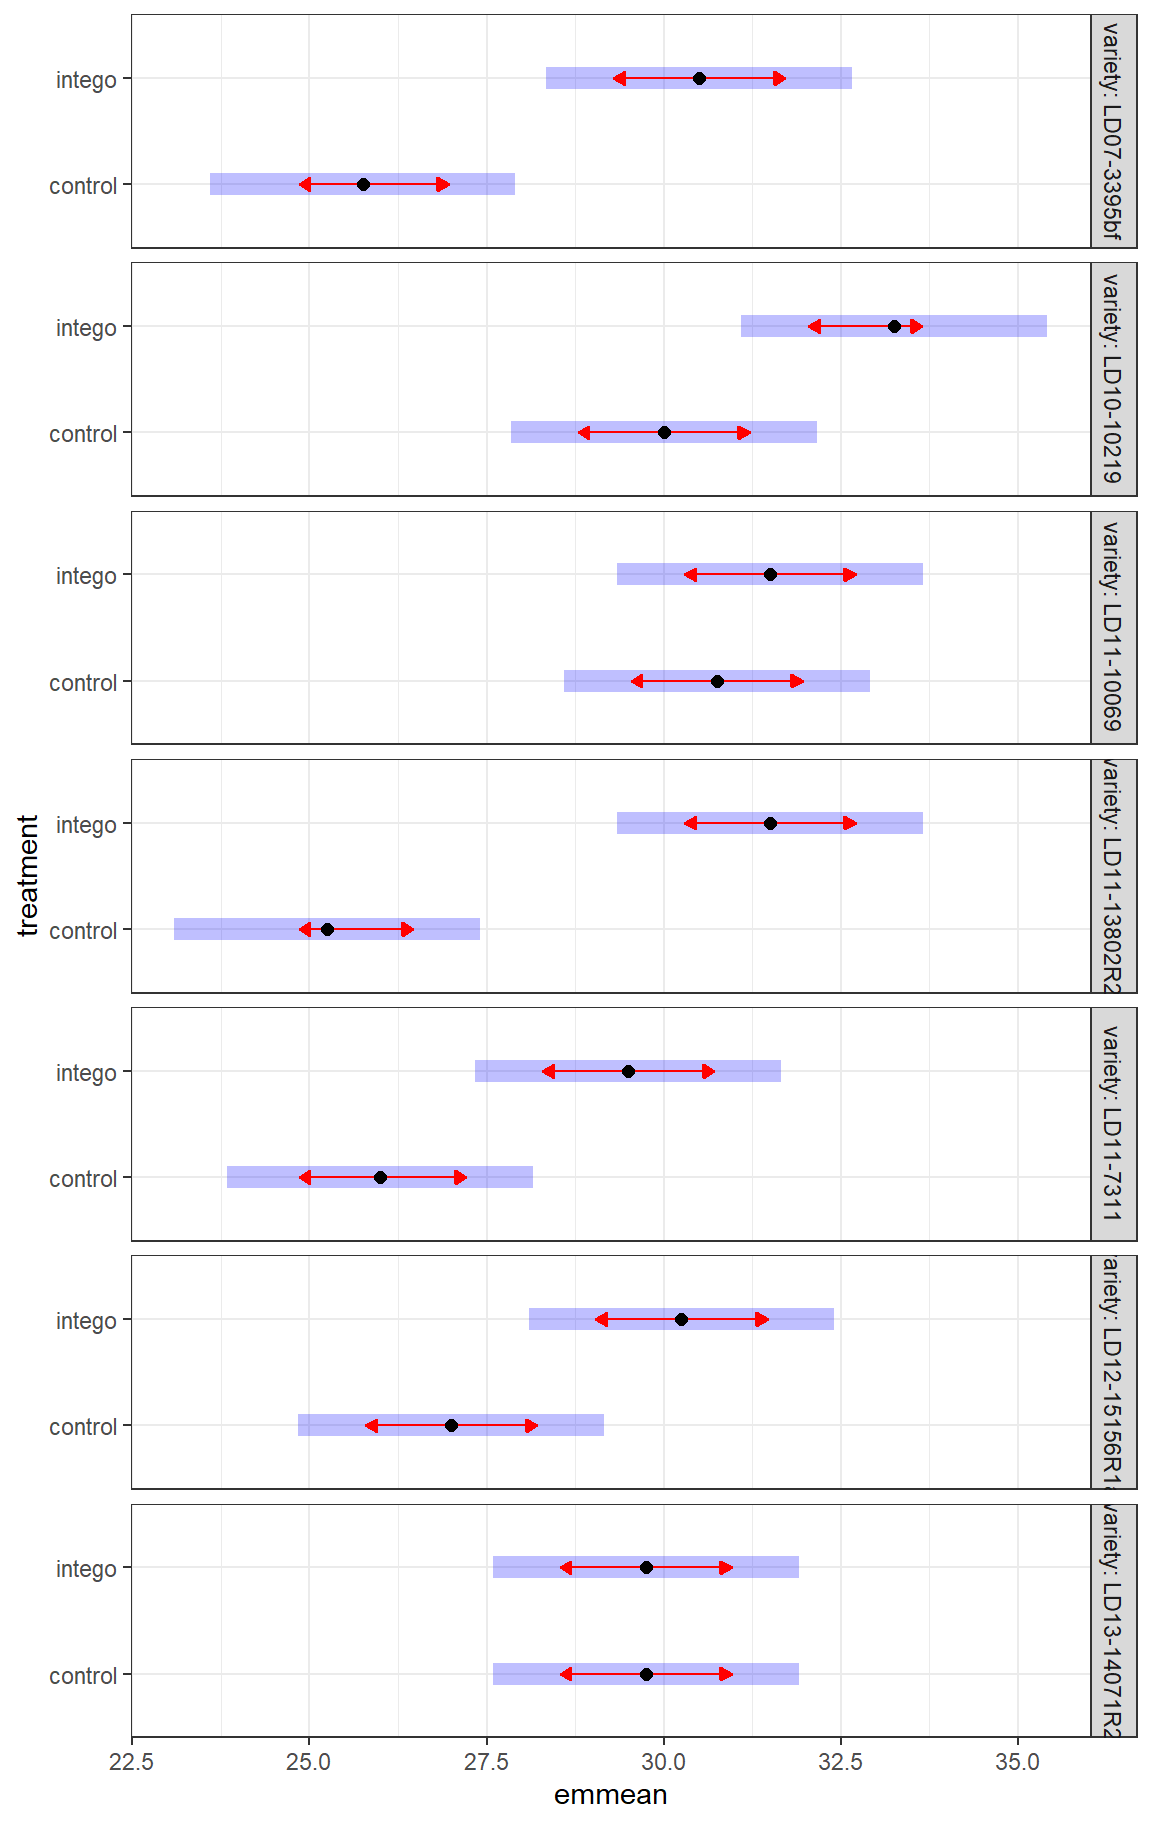 intego
control
variety: LD07-3395bf
intego
control
variety: LD10-10219
intego
control
variety: LD11-10069
intego
control
variety: LD11-13802R2
intego
control
variety: LD11-7311
intego
control
ariety: LD12-15156R1
intego
control
variety: LD13-14071R2
treatment
22.5 25.0 27.5 30.0 32.5 35.0
emmean